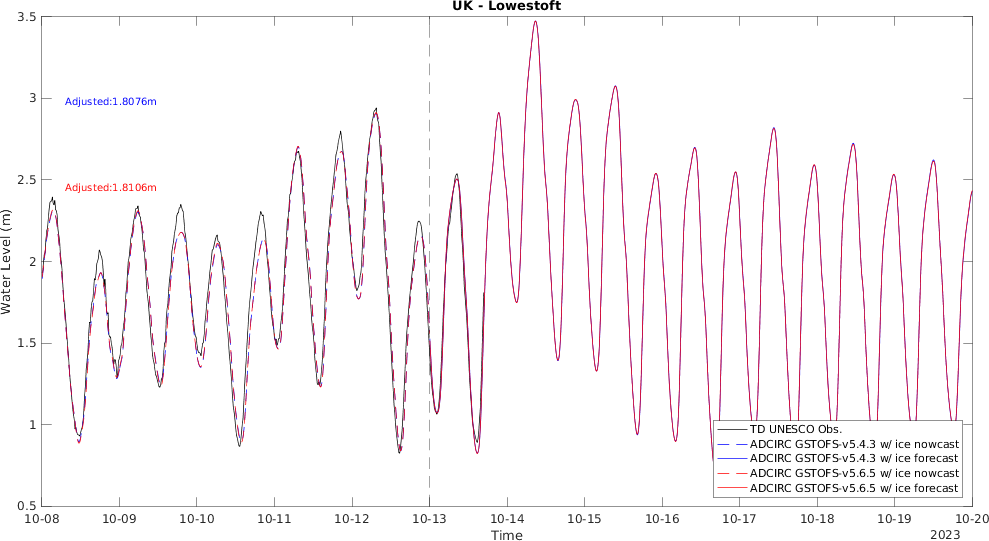 UK - Lowestoft
3.5
3
2.5
2
1.5
1
0.5
Water Level (m)
Adjusted:1.8076m
Adjusted:1.8106m
TD UNESCO Obs.
ADCIRC GSTOFS-v5.4.3 w/ ice nowcast
ADCIRC GSTOFS-v5.4.3 w/ ice forecast
ADCIRC GSTOFS-v5.6.5 w/ ice nowcast
ADCIRC GSTOFS-v5.6.5 w/ ice forecast
10-08 10-09 10-10 10-11 10-12 10-13 10-14 10-15 10-16 10-17 10-18 10-19 10-20
Time
2023